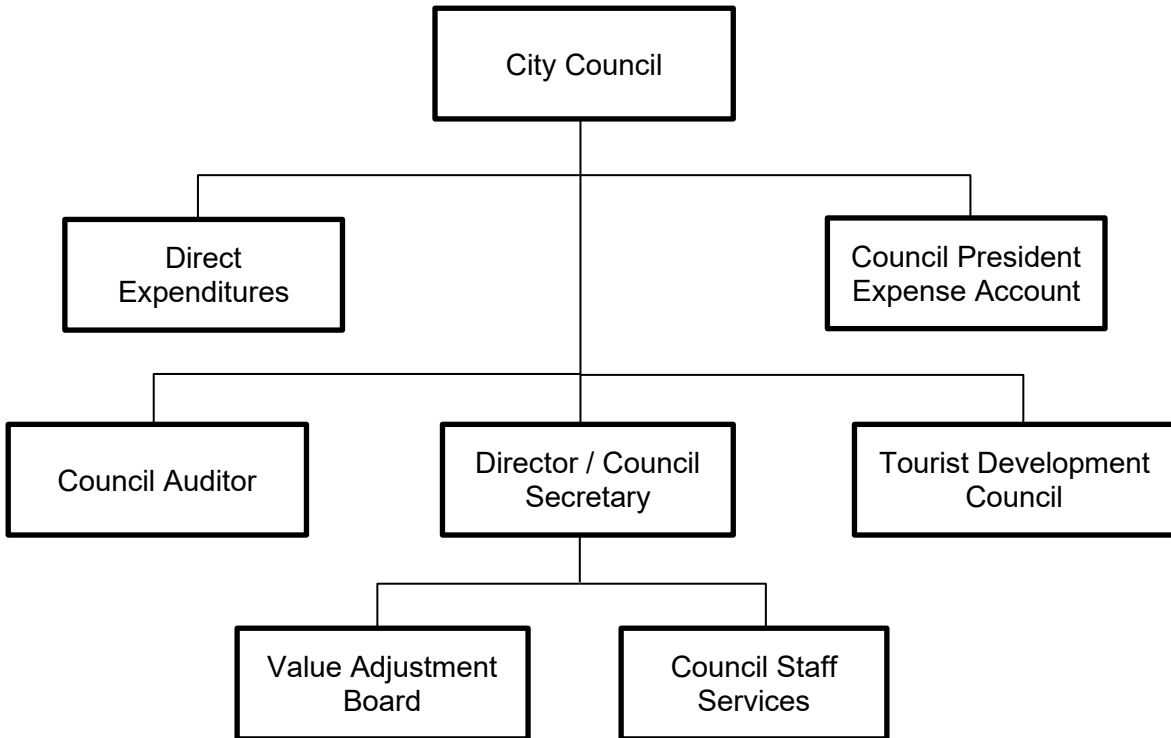 City Council
Direct
Expenditures
Council President
Expense Account
Council Auditor
Director / Council
Secretary
Tourist Development
Council
Value Adjustment
Board
Council Staff
Services